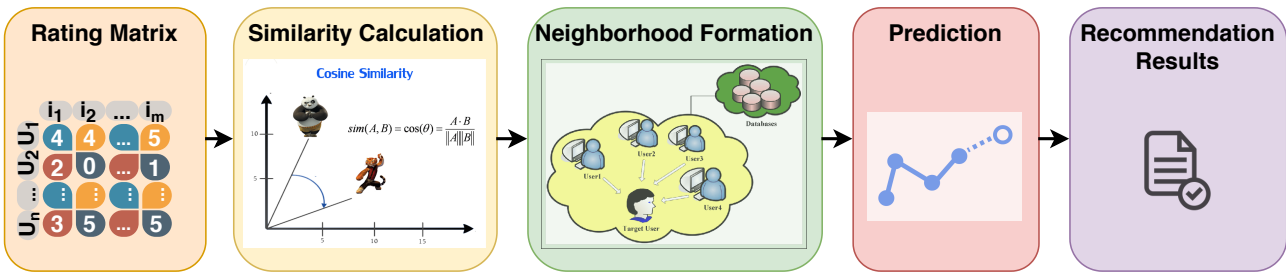 Rating Matrix
i1 i2 ... im
U1 4 4 ... 5
U2 2 0 ... 1
... ⋮ ⋮ ⋮ ⋮
Un 3 5 ... 5
Similarity Calculation
Cosine Similarity
sim(A, B) = cos(θ) = A · B / ||A||||B||
10
5
5 10 15
Neighborhood Formation
Databases
User2
User3
User1
User4
Target User
Prediction
Recommendation
Results